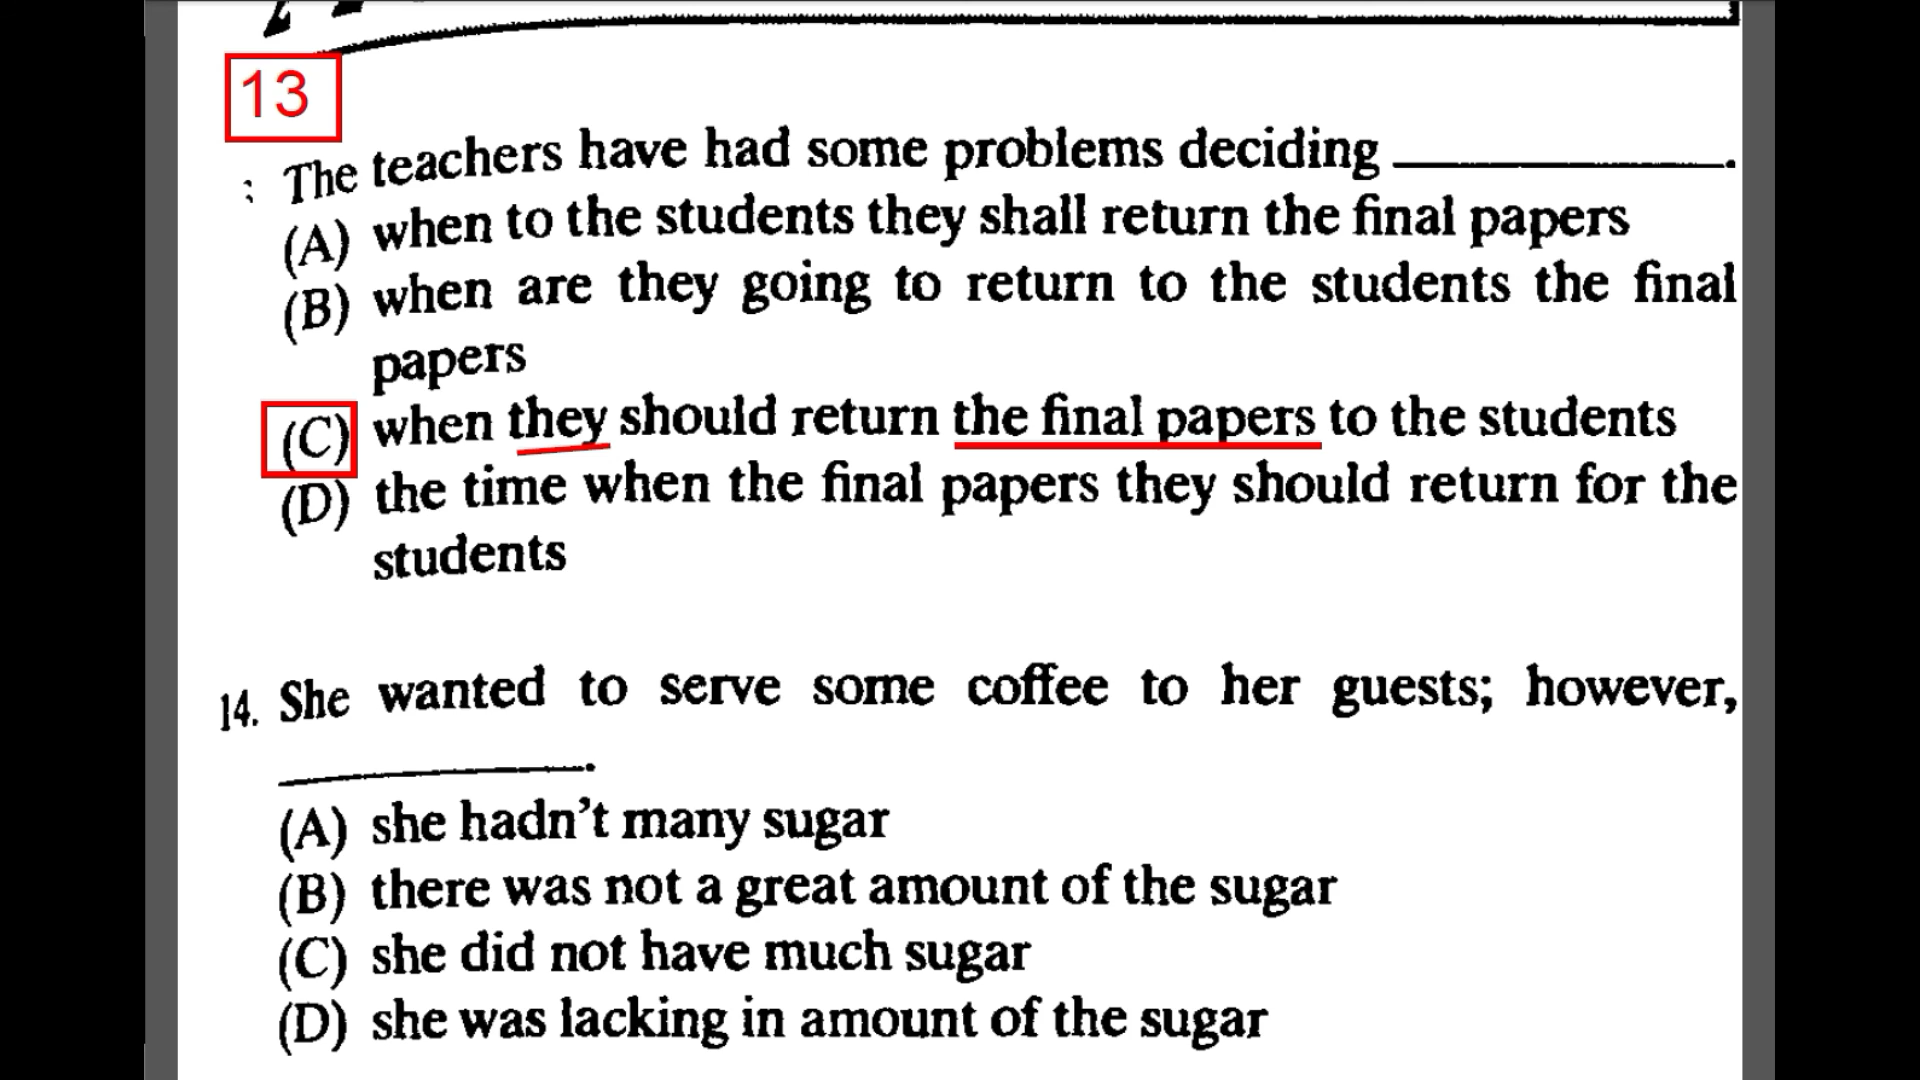 13
: The teachers have had some problems deciding ________.
(A) when to the students they shall return the final papers
(B) when are they going to return to the students the final
papers
(C) when they should return the final papers to the students
(D) the time when the final papers they should return for the
students
14. She wanted to serve some coffee to her guests; however,
________.
(A) she hadn't many sugar
(B) there was not a great amount of the sugar
(C) she did not have much sugar
(D) she was lacking in amount of the sugar